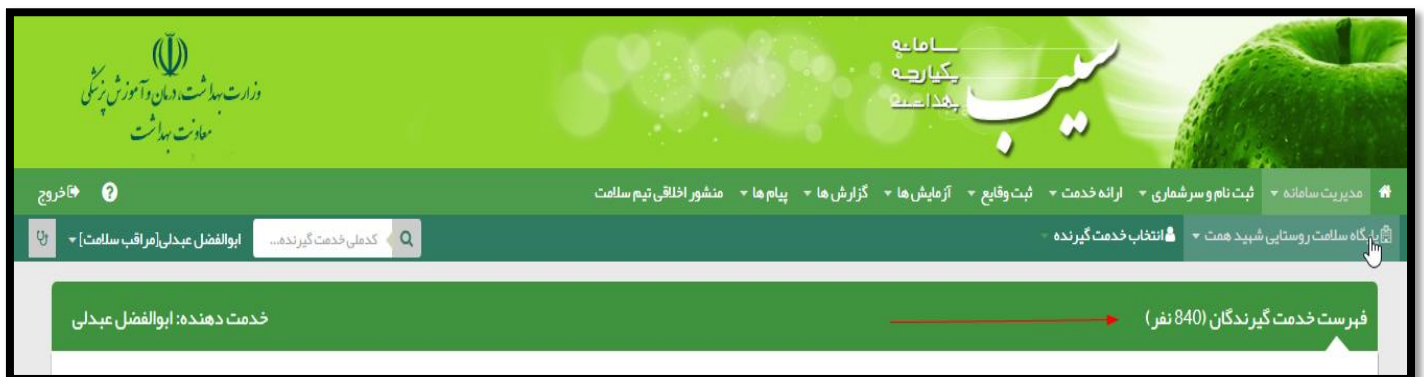 سامانه
یکپارچه
بهداشت
سیب
وزارت بهداشت، درمان و آموزش پزشکی
معاونت بهداشت
مدیریت سامانه ثبت نام و سرشماری ارائه خدمت ثبت وقایع آزمایش ها گزارش ها پیام ها منشور اخلاقی تیم سلامت ? خروج
پایگاه سلامت روستایی شهید همت انتخاب خدمت گیرنده کدملی خدمت گیرنده... ابوالفضل عبدلی[مراقب سلامت]
فهرست خدمت گیرندگان (840 نفر) خدمت دهنده: ابوالفضل عبدلی